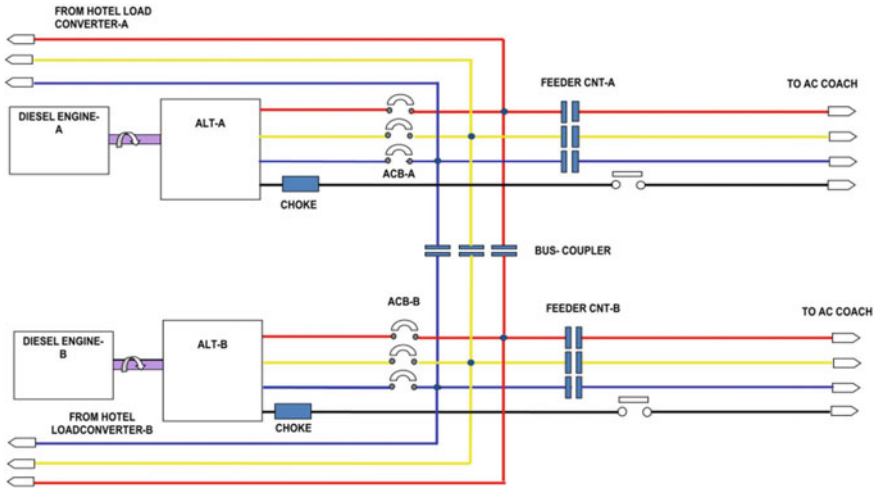 FROM HOTEL LOAD
CONVERTER-A
FEEDER CNT-A
TO AC COACH
DIESEL ENGINE-
A
ALT-A
ACB-A
CHOKE
BUS- COUPLER
ACB-B
FEEDER CNT-B
TO AC COACH
DIESEL ENGINE-
B
ALT-B
FROM HOTEL
LOADCONVERTER-B
CHOKE